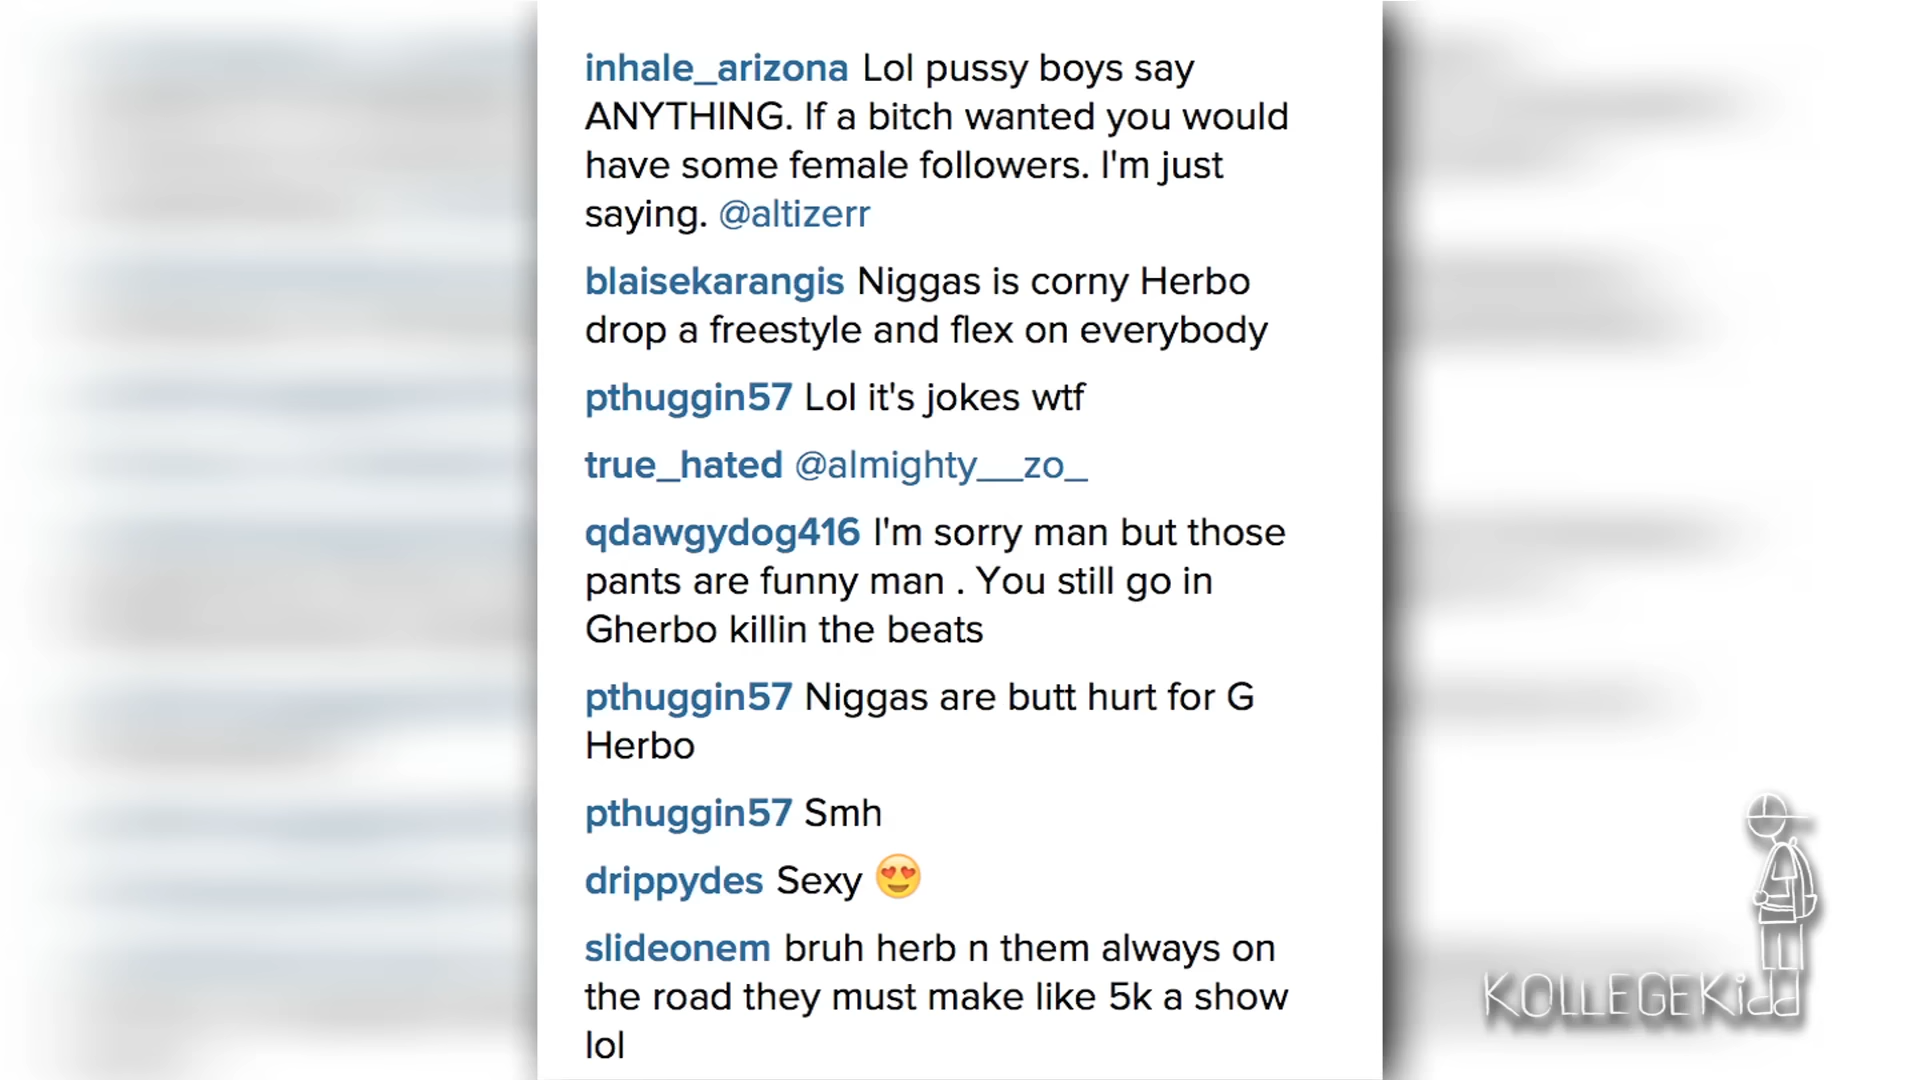 inhale_arizona Lol pussy boys say
ANYTHING. If a bitch wanted you would
have some female followers. I'm just
saying. @altizerr
blaisekarangis Niggas is corny Herbo
drop a freestyle and flex on everybody
pthuggin57 Lol it's jokes wtf
true_hated @almighty__zo_
qdawgydog416 I'm sorry man but those
pants are funny man . You still go in
Gherbo killin the beats
pthuggin57 Niggas are butt hurt for G
Herbo
pthuggin57 Smh
drippydes Sexy 😍
slideonem bruh herb n them always on
the road they must make like 5k a show
lol
KOLLEGEKidd